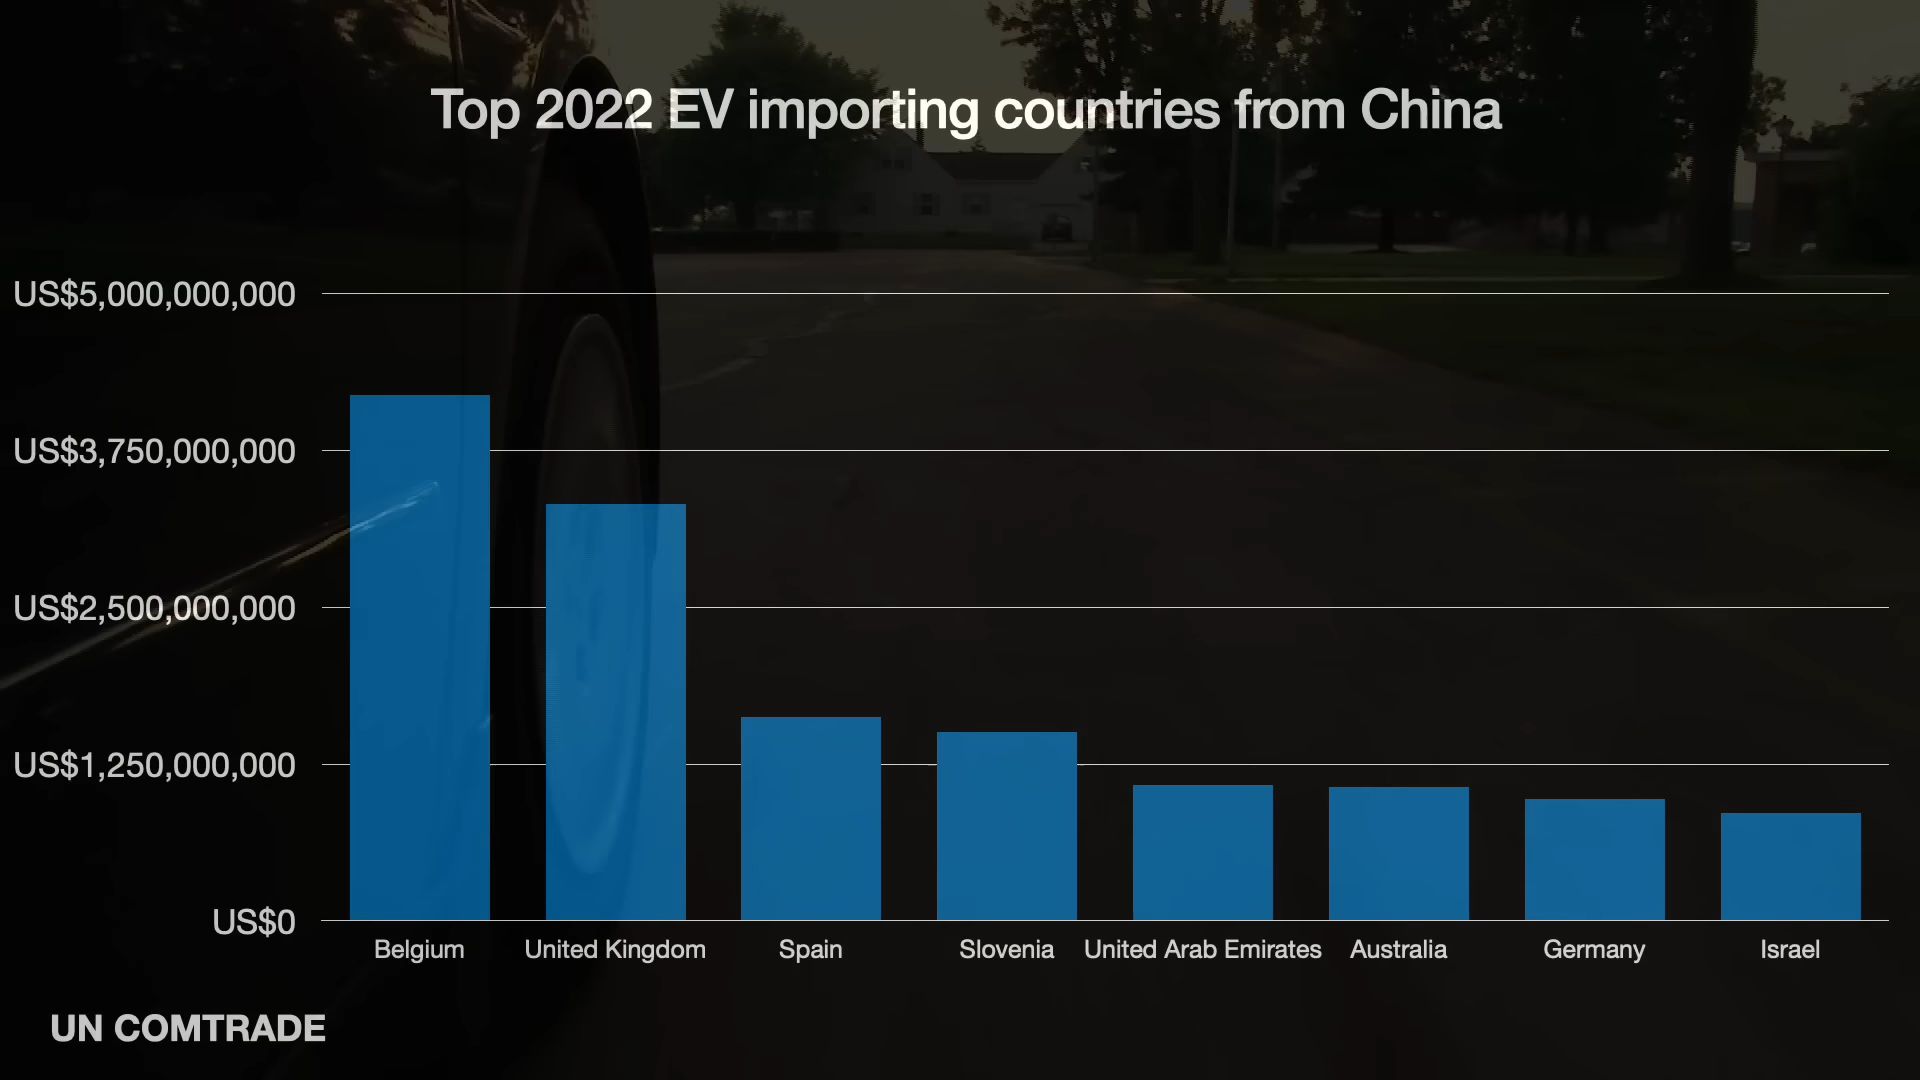 Top 2022 EV importing countries from China
US$5,000,000,000
US$3,750,000,000
US$2,500,000,000
US$1,250,000,000
US$0
Belgium United Kingdom Spain Slovenia United Arab Emirates Australia Germany Israel
UN COMTRADE